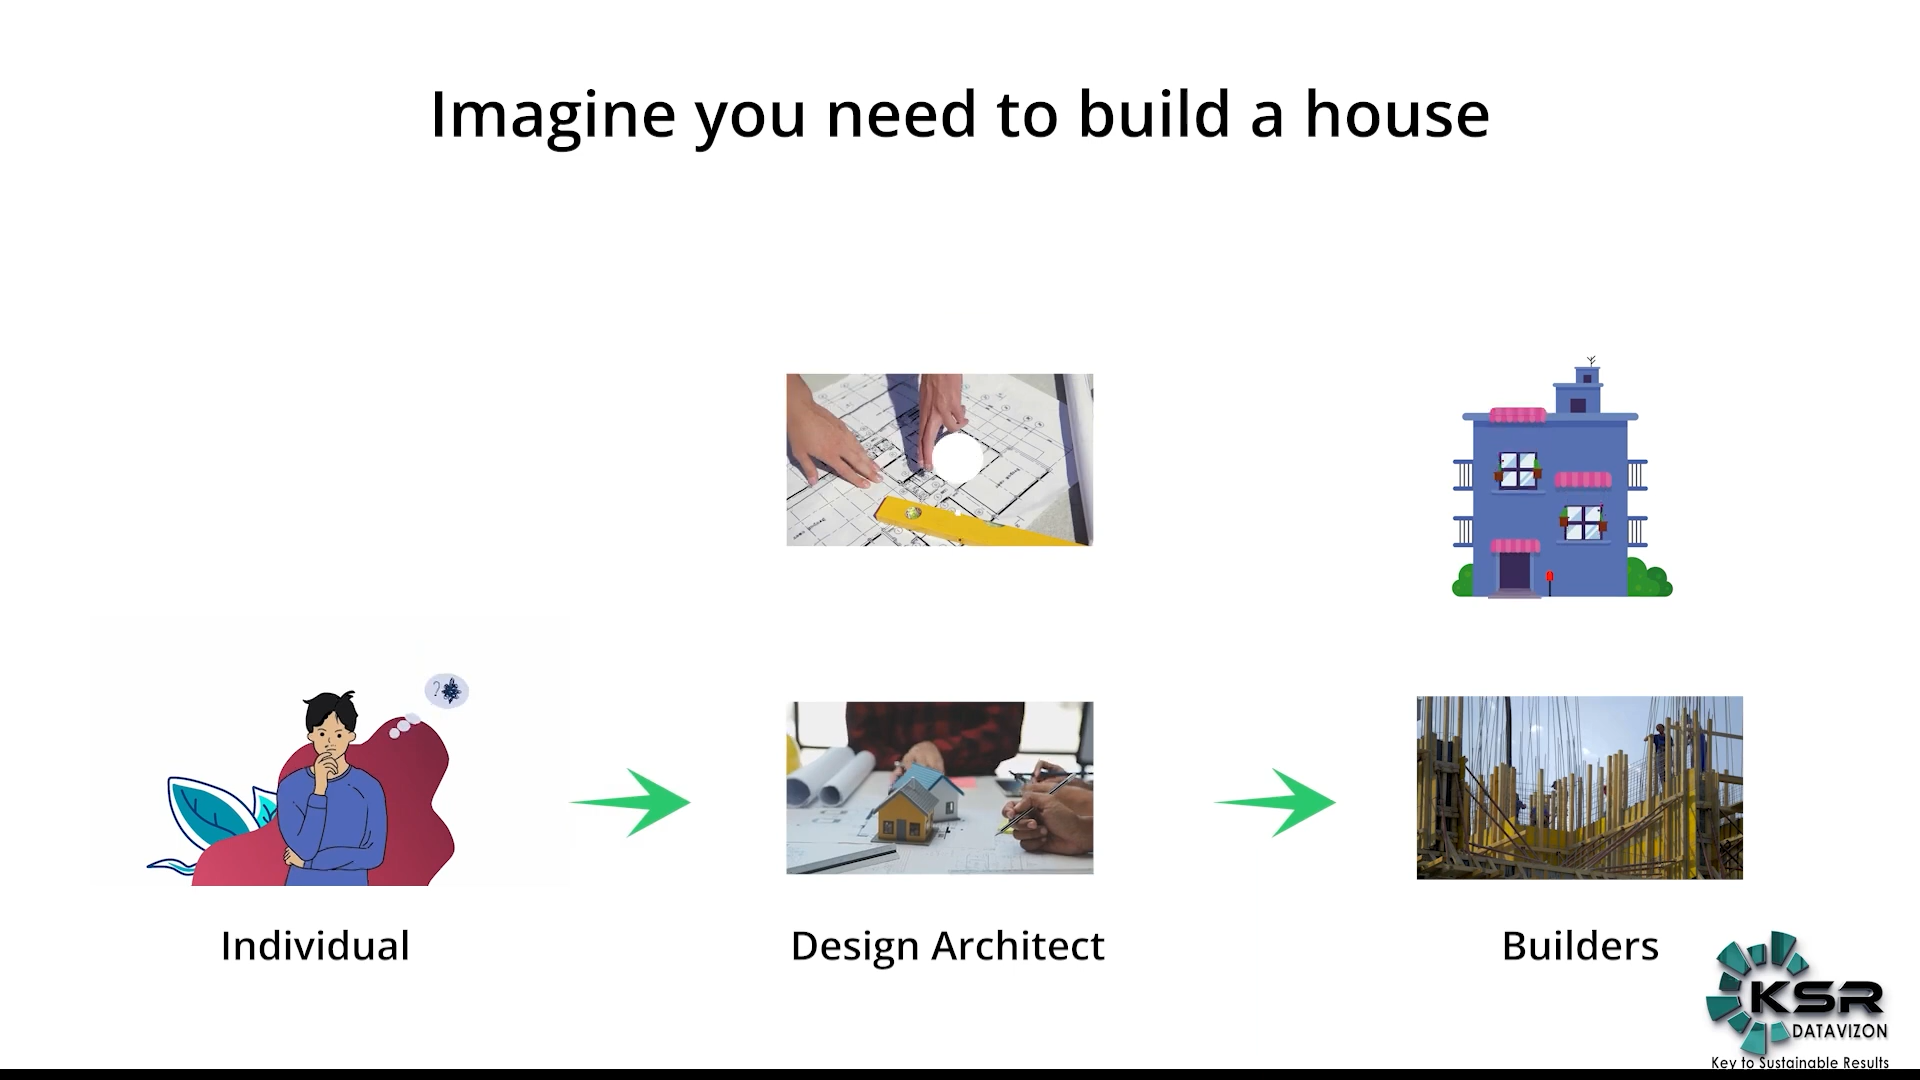 Imagine you need to build a house
?
Individual
Design Architect
Builders
KSR
DATAVIZON
Key to Sustainable Results